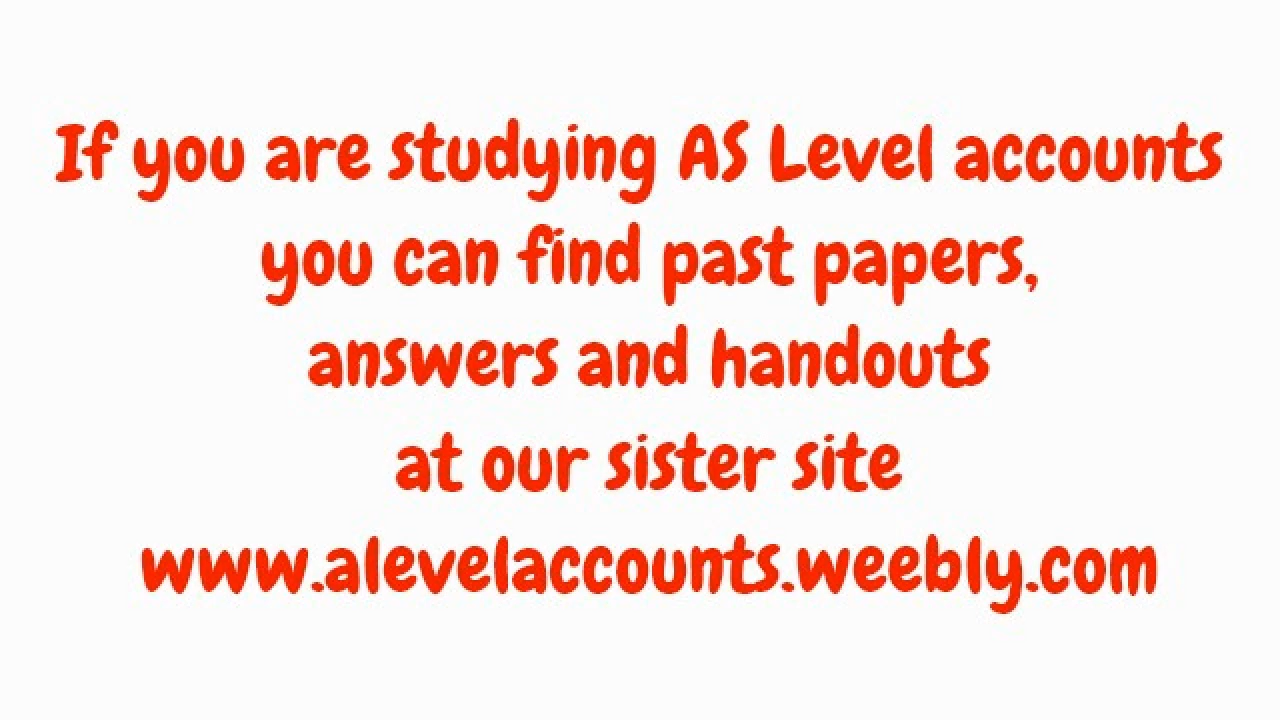 If you are studying AS Level accounts
you can find past papers,
answers and handouts
at our sister site
www.alevelaccounts.weebly.com